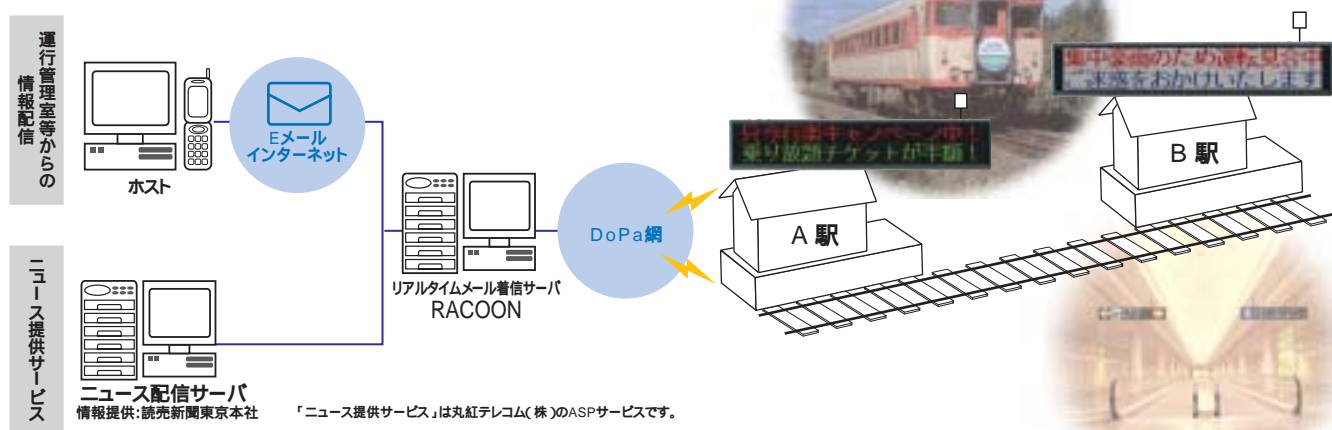 運行管理室等からの
情報配信
ホスト
Eメール
インターネット
リアルタイムメール着信サーバ
RACOON
DoPa網
乗り放題チケットが半額!
A 駅
集中豪雨のため運転見合中
ご迷惑をおかけいたします
B 駅
ニュース提供サービス
ニュース配信サーバ
情報提供:読売新聞東京本社
「ニュース提供サービス」は丸紅テレコム(株)のASPサービスです。